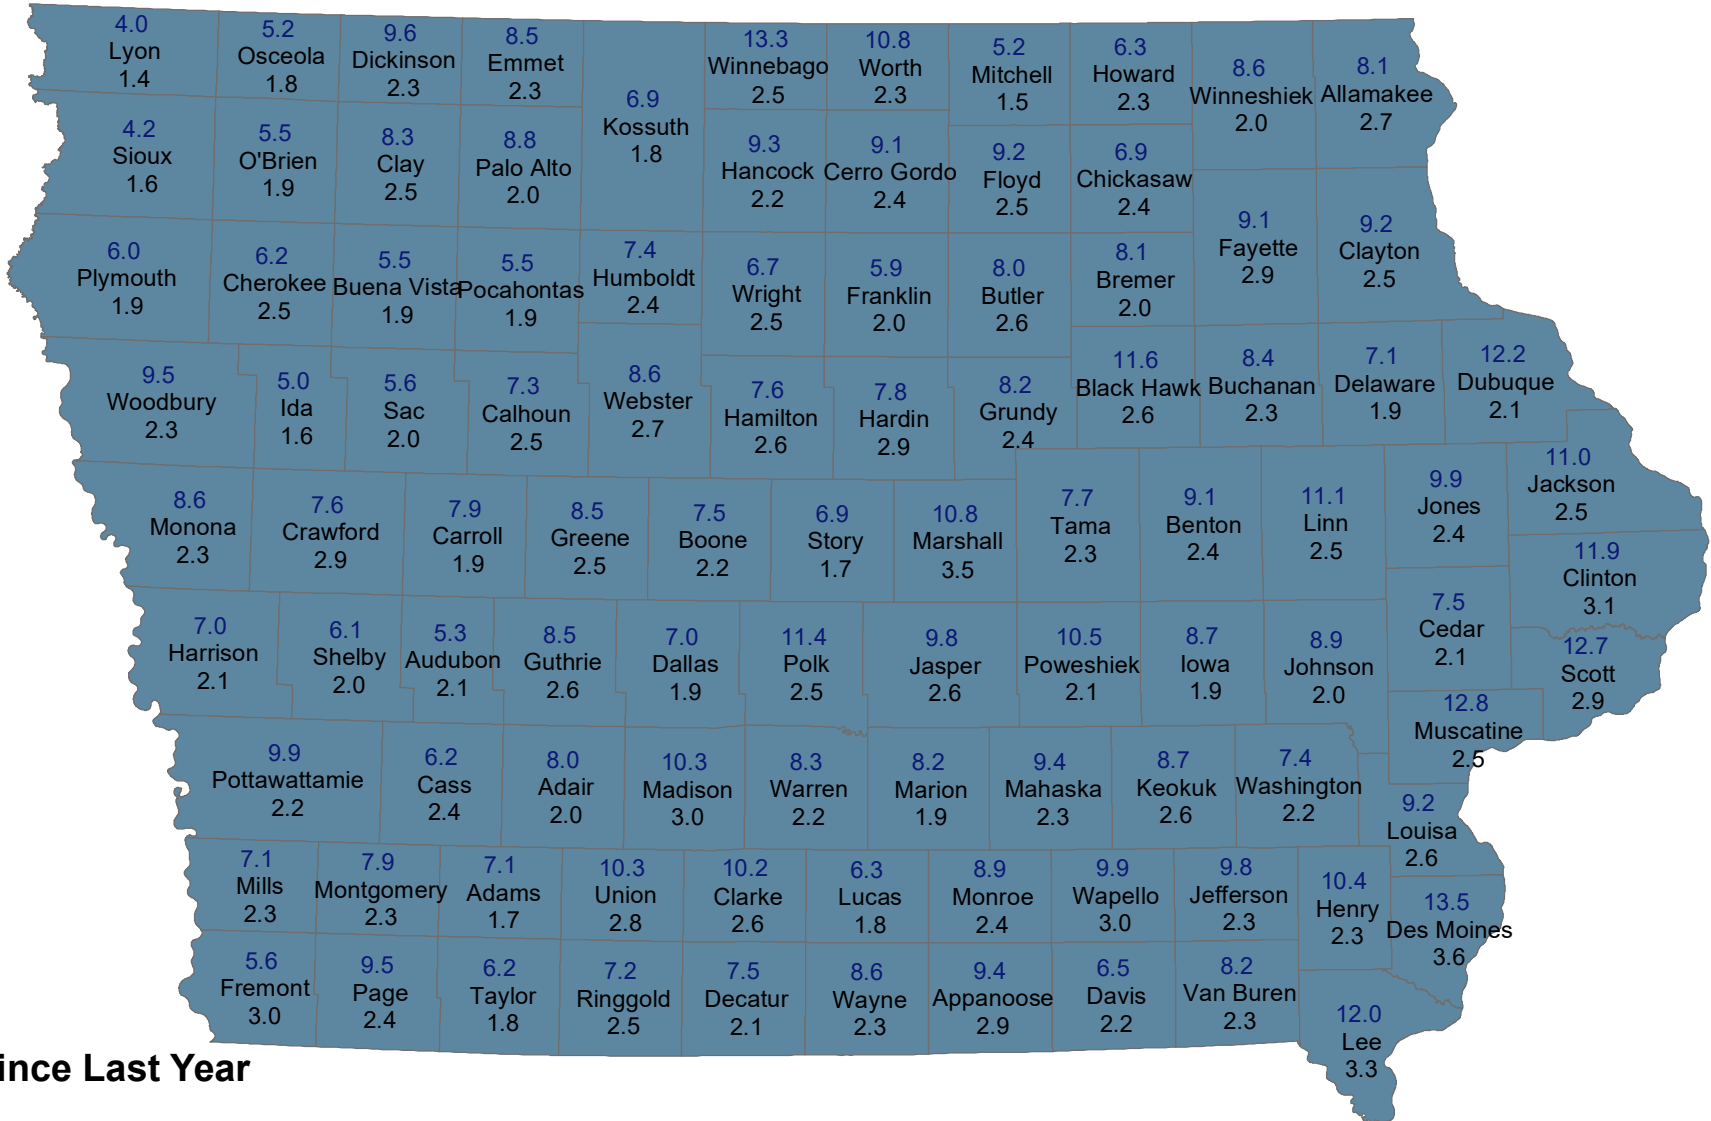 4.0
Lyon
1.4
5.2
Osceola
1.8
9.6
Dickinson
2.3
8.5
Emmet
2.3
6.9
Kossuth
1.8
13.3
Winnebago
2.5
10.8
Worth
2.3
5.2
Mitchell
1.5
6.3
Howard
2.3
8.6
Winneshiek
2.0
8.1
Allamakee
2.7
4.2
Sioux
1.6
5.5
O'Brien
1.9
8.3
Clay
2.5
8.8
Palo Alto
2.0
9.3
Hancock
2.2
9.1
Cerro Gordo
2.4
9.2
Floyd
2.5
6.9
Chickasaw
2.4
6.0
Plymouth
1.9
6.2
Cherokee
2.5
5.5
Buena Vista
1.9
5.5
Pocahontas
1.9
7.4
Humboldt
2.4
6.7
Wright
2.5
5.9
Franklin
2.0
8.0
Butler
2.6
8.1
Bremer
2.0
9.1
Fayette
2.9
9.2
Clayton
2.5
9.5
Woodbury
2.3
5.0
Ida
1.6
5.6
Sac
2.0
7.3
Calhoun
2.5
8.6
Webster
2.7
7.6
Hamilton
2.6
7.8
Hardin
2.9
8.2
Grundy
2.4
11.6
Black Hawk
2.6
8.4
Buchanan
2.3
7.1
Delaware
1.9
12.2
Dubuque
2.1
8.6
Monona
2.3
7.6
Crawford
2.9
7.9
Carroll
1.9
8.5
Greene
2.5
7.5
Boone
2.2
6.9
Story
1.7
10.8
Marshall
3.5
7.7
Tama
2.3
9.1
Benton
2.4
11.1
Linn
2.5
9.9
Jones
2.4
11.0
Jackson
2.5
11.9
Clinton
3.1
7.0
Harrison
2.1
6.1
Shelby
2.0
5.3
Audubon
2.1
8.5
Guthrie
2.6
7.0
Dallas
1.9
11.4
Polk
2.5
9.8
Jasper
2.6
10.5
Poweshiek
2.1
8.7
Iowa
1.9
8.9
Johnson
2.0
7.5
Cedar
2.1
12.7
Scott
2.9
12.8
Muscatine
2.5
9.9
Pottawattamie
2.2
6.2
Cass
2.4
8.0
Adair
2.0
10.3
Madison
3.0
8.3
Warren
2.2
8.2
Marion
1.9
9.4
Mahaska
2.3
8.7
Keokuk
2.6
7.4
Washington
2.2
9.2
Louisa
2.6
7.1
Mills
2.3
7.9
Montgomery
2.3
7.1
Adams
1.7
10.3
Union
2.8
10.2
Clarke
2.6
6.3
Lucas
1.8
8.9
Monroe
2.4
9.9
Wapello
3.0
9.8
Jefferson
2.3
10.4
Henry
2.3
13.5
Des Moines
3.6
5.6
Fremont
3.0
9.5
Page
2.4
6.2
Taylor
1.8
7.2
Ringgold
2.5
7.5
Decatur
2.1
8.6
Wayne
2.3
9.4
Appanoose
2.9
6.5
Davis
2.2
8.2
Van Buren
2.3
12.0
Lee
3.3
ince Last Year